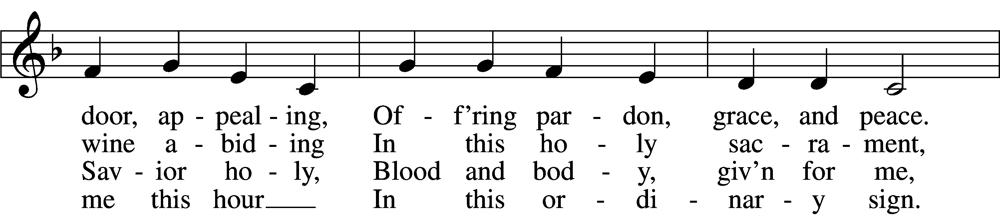 door, ap - peal - ing, Of - f'ring par - don, grace, and peace.
wine a - bid - ing In this ho - ly sac - ra - ment,
Sav - ior ho - ly, Blood and bod - y, giv'n for me,
me this hour____ In this or - di - nar - y sign.